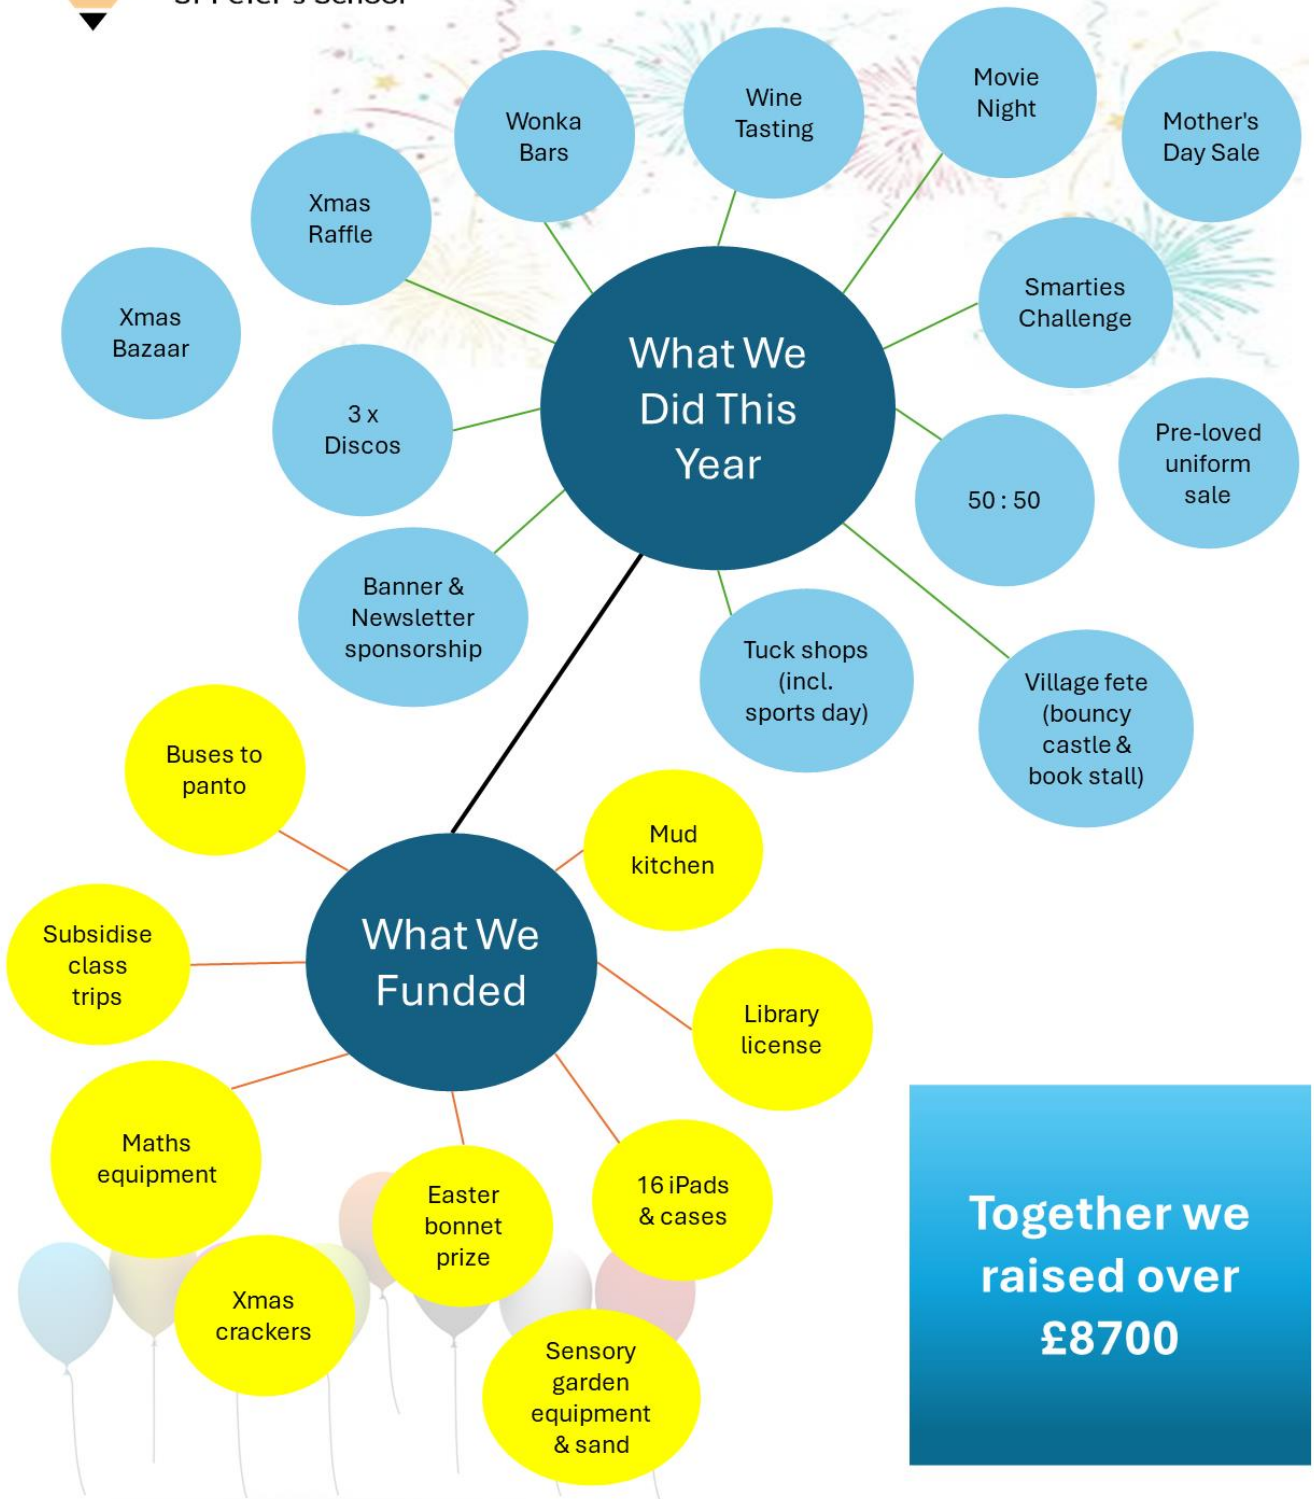 St Peter's School
Movie
Night
Wine
Tasting
Wonka
Bars
Mother's
Day Sale
Xmas
Raffle
Smarties
Challenge
Xmas
Bazaar
What We
Did This
Year
3 x
Discos
Pre-loved
uniform
sale
50 : 50
Banner &
Newsletter
sponsorship
Tuck shops
(incl.
sports day)
Village fete
(bouncy
castle &
book stall)
Buses to
panto
Mud
kitchen
What We
Funded
Subsidise
class
trips
Library
license
Maths
equipment
Easter
bonnet
prize
16 iPads
& cases
Xmas
crackers
Sensory
garden
equipment
& sand
Together we
raised over
£8700